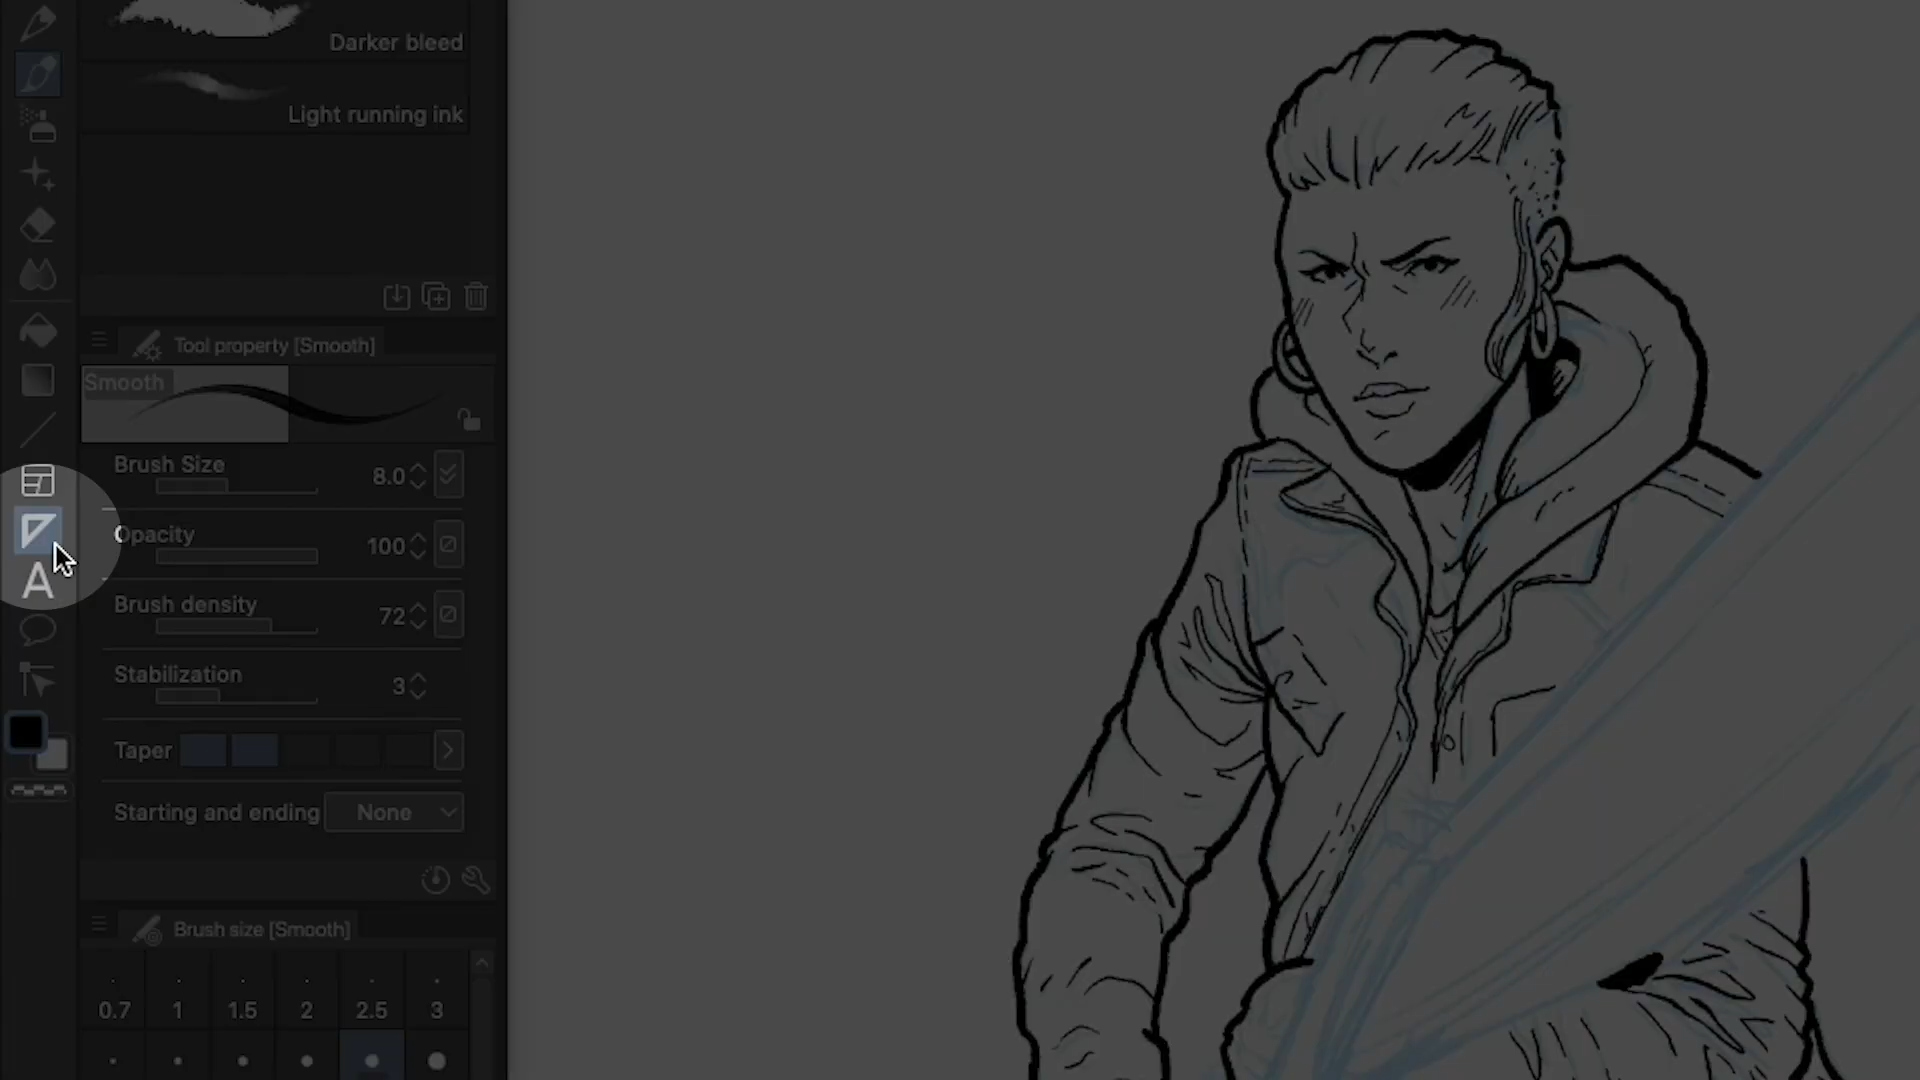 Darker bleed
Light running ink
Tool property [Smooth]
Smooth
Brush Size 8.0
Opacity 100
Brush density 72
Stabilization 3
Taper
Starting and ending None
Brush size [Smooth]
0.7 1 1.5 2 2.5 3
A